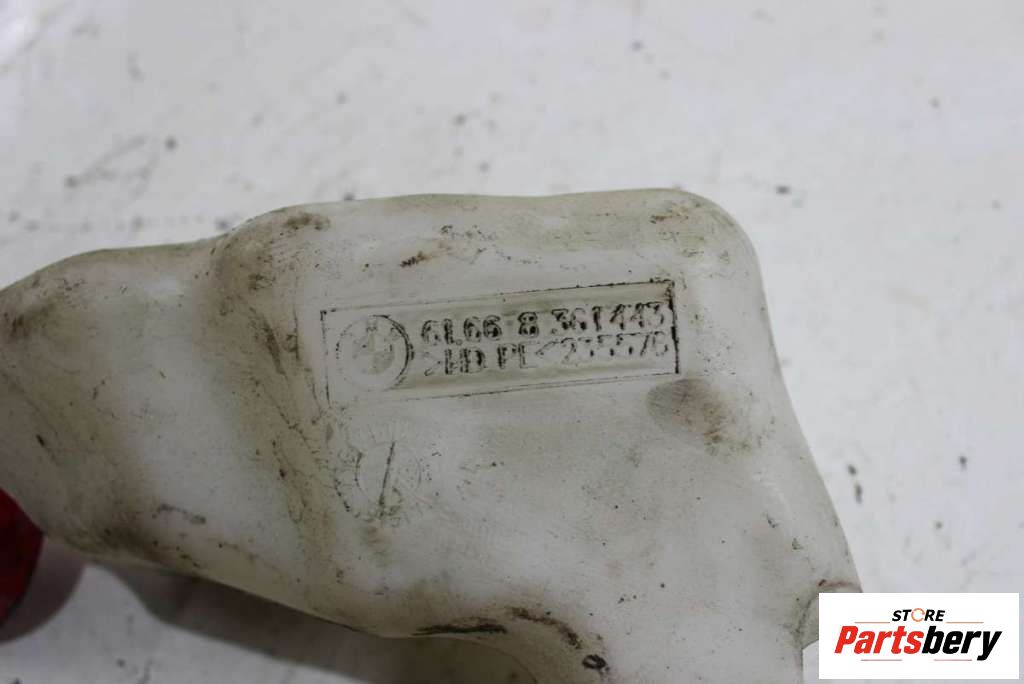 61.66-8 361443
>HD PE<
STORE
Partsbery